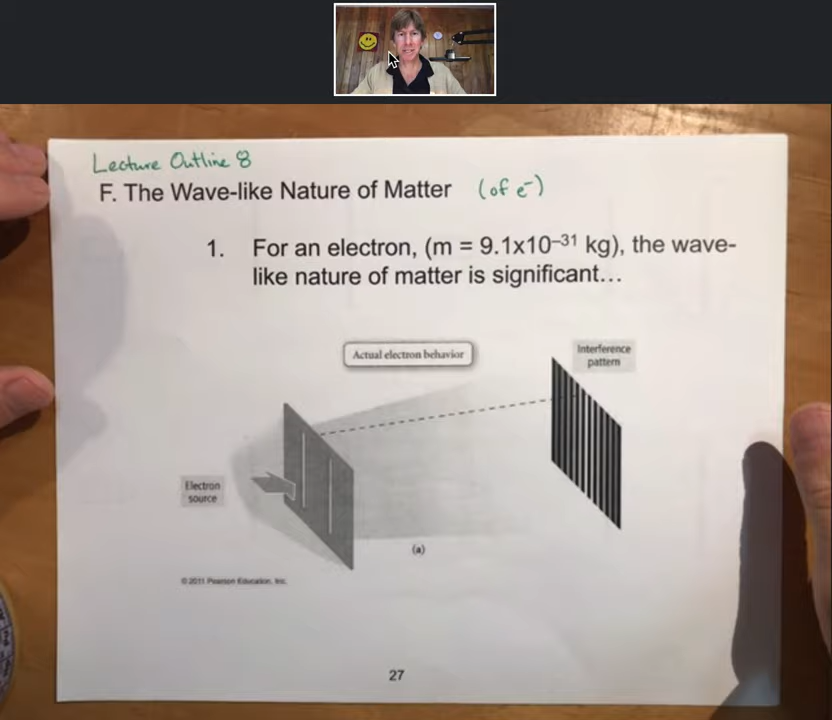 Lecture Outline 8
F. The Wave-like Nature of Matter (of e⁻)
1. For an electron, (m = 9.1x10⁻³¹ kg), the wave-
like nature of matter is significant...
Actual electron behavior
Interference
pattern
Electron
source
(a)
© 2011 Pearson Education, Inc.
27